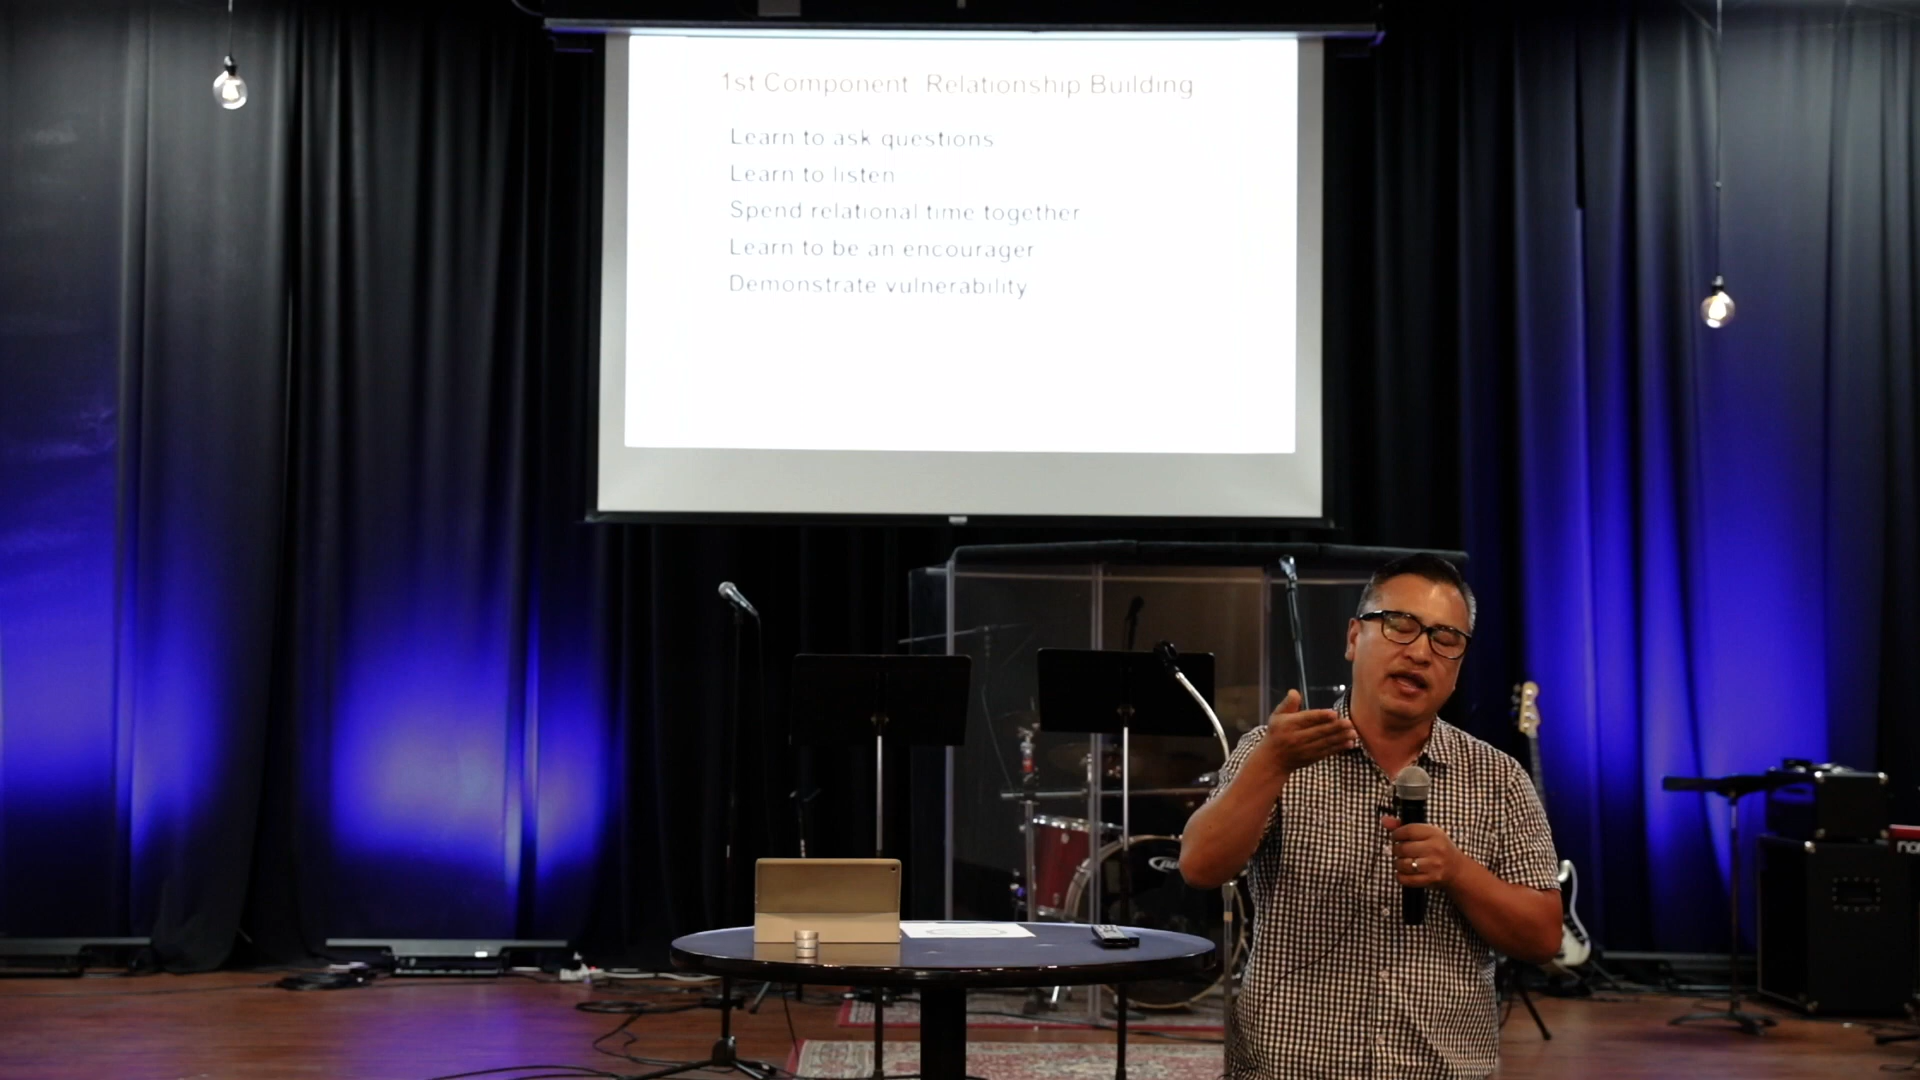 1st Component Relationship Building
Learn to ask questions
Learn to listen
Spend relational time together
Learn to be an encourager
Demonstrate vulnerability